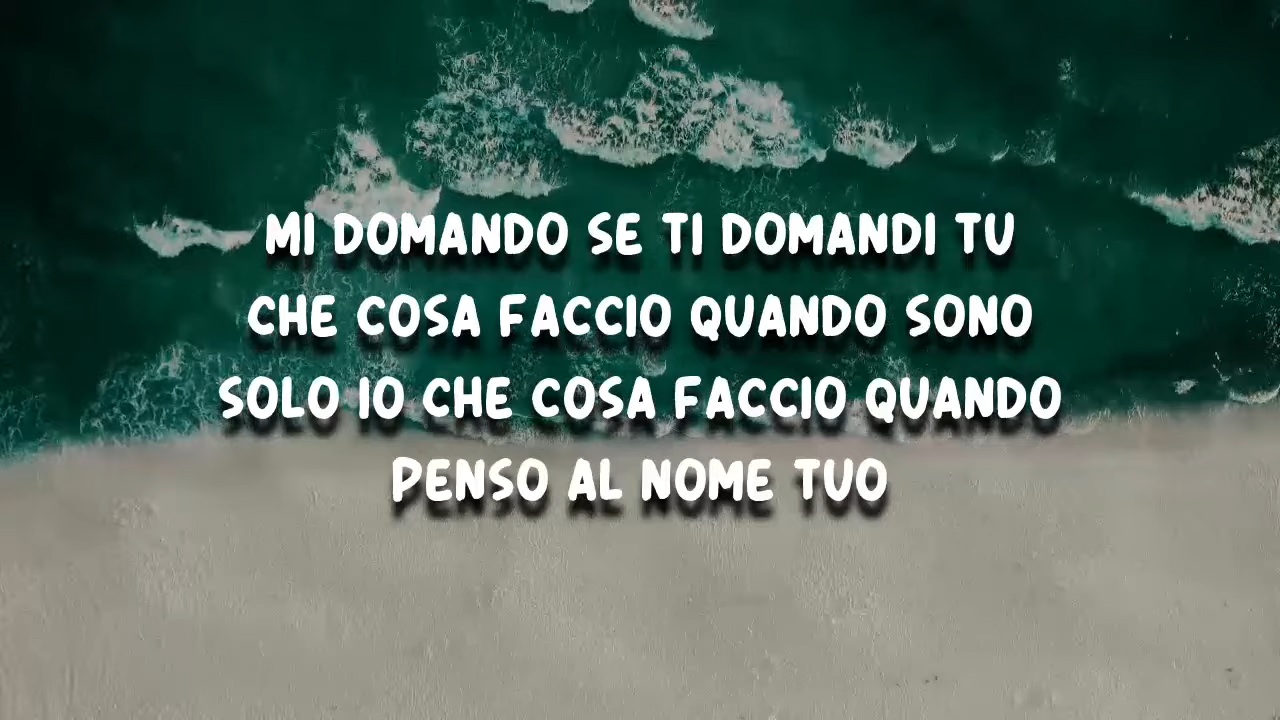 MI DOMANDO SE TI DOMANDI TU
CHE COSA FACCIO QUANDO SONO
SOLO IO CHE COSA FACCIO QUANDO
PENSO AL NOME TUO